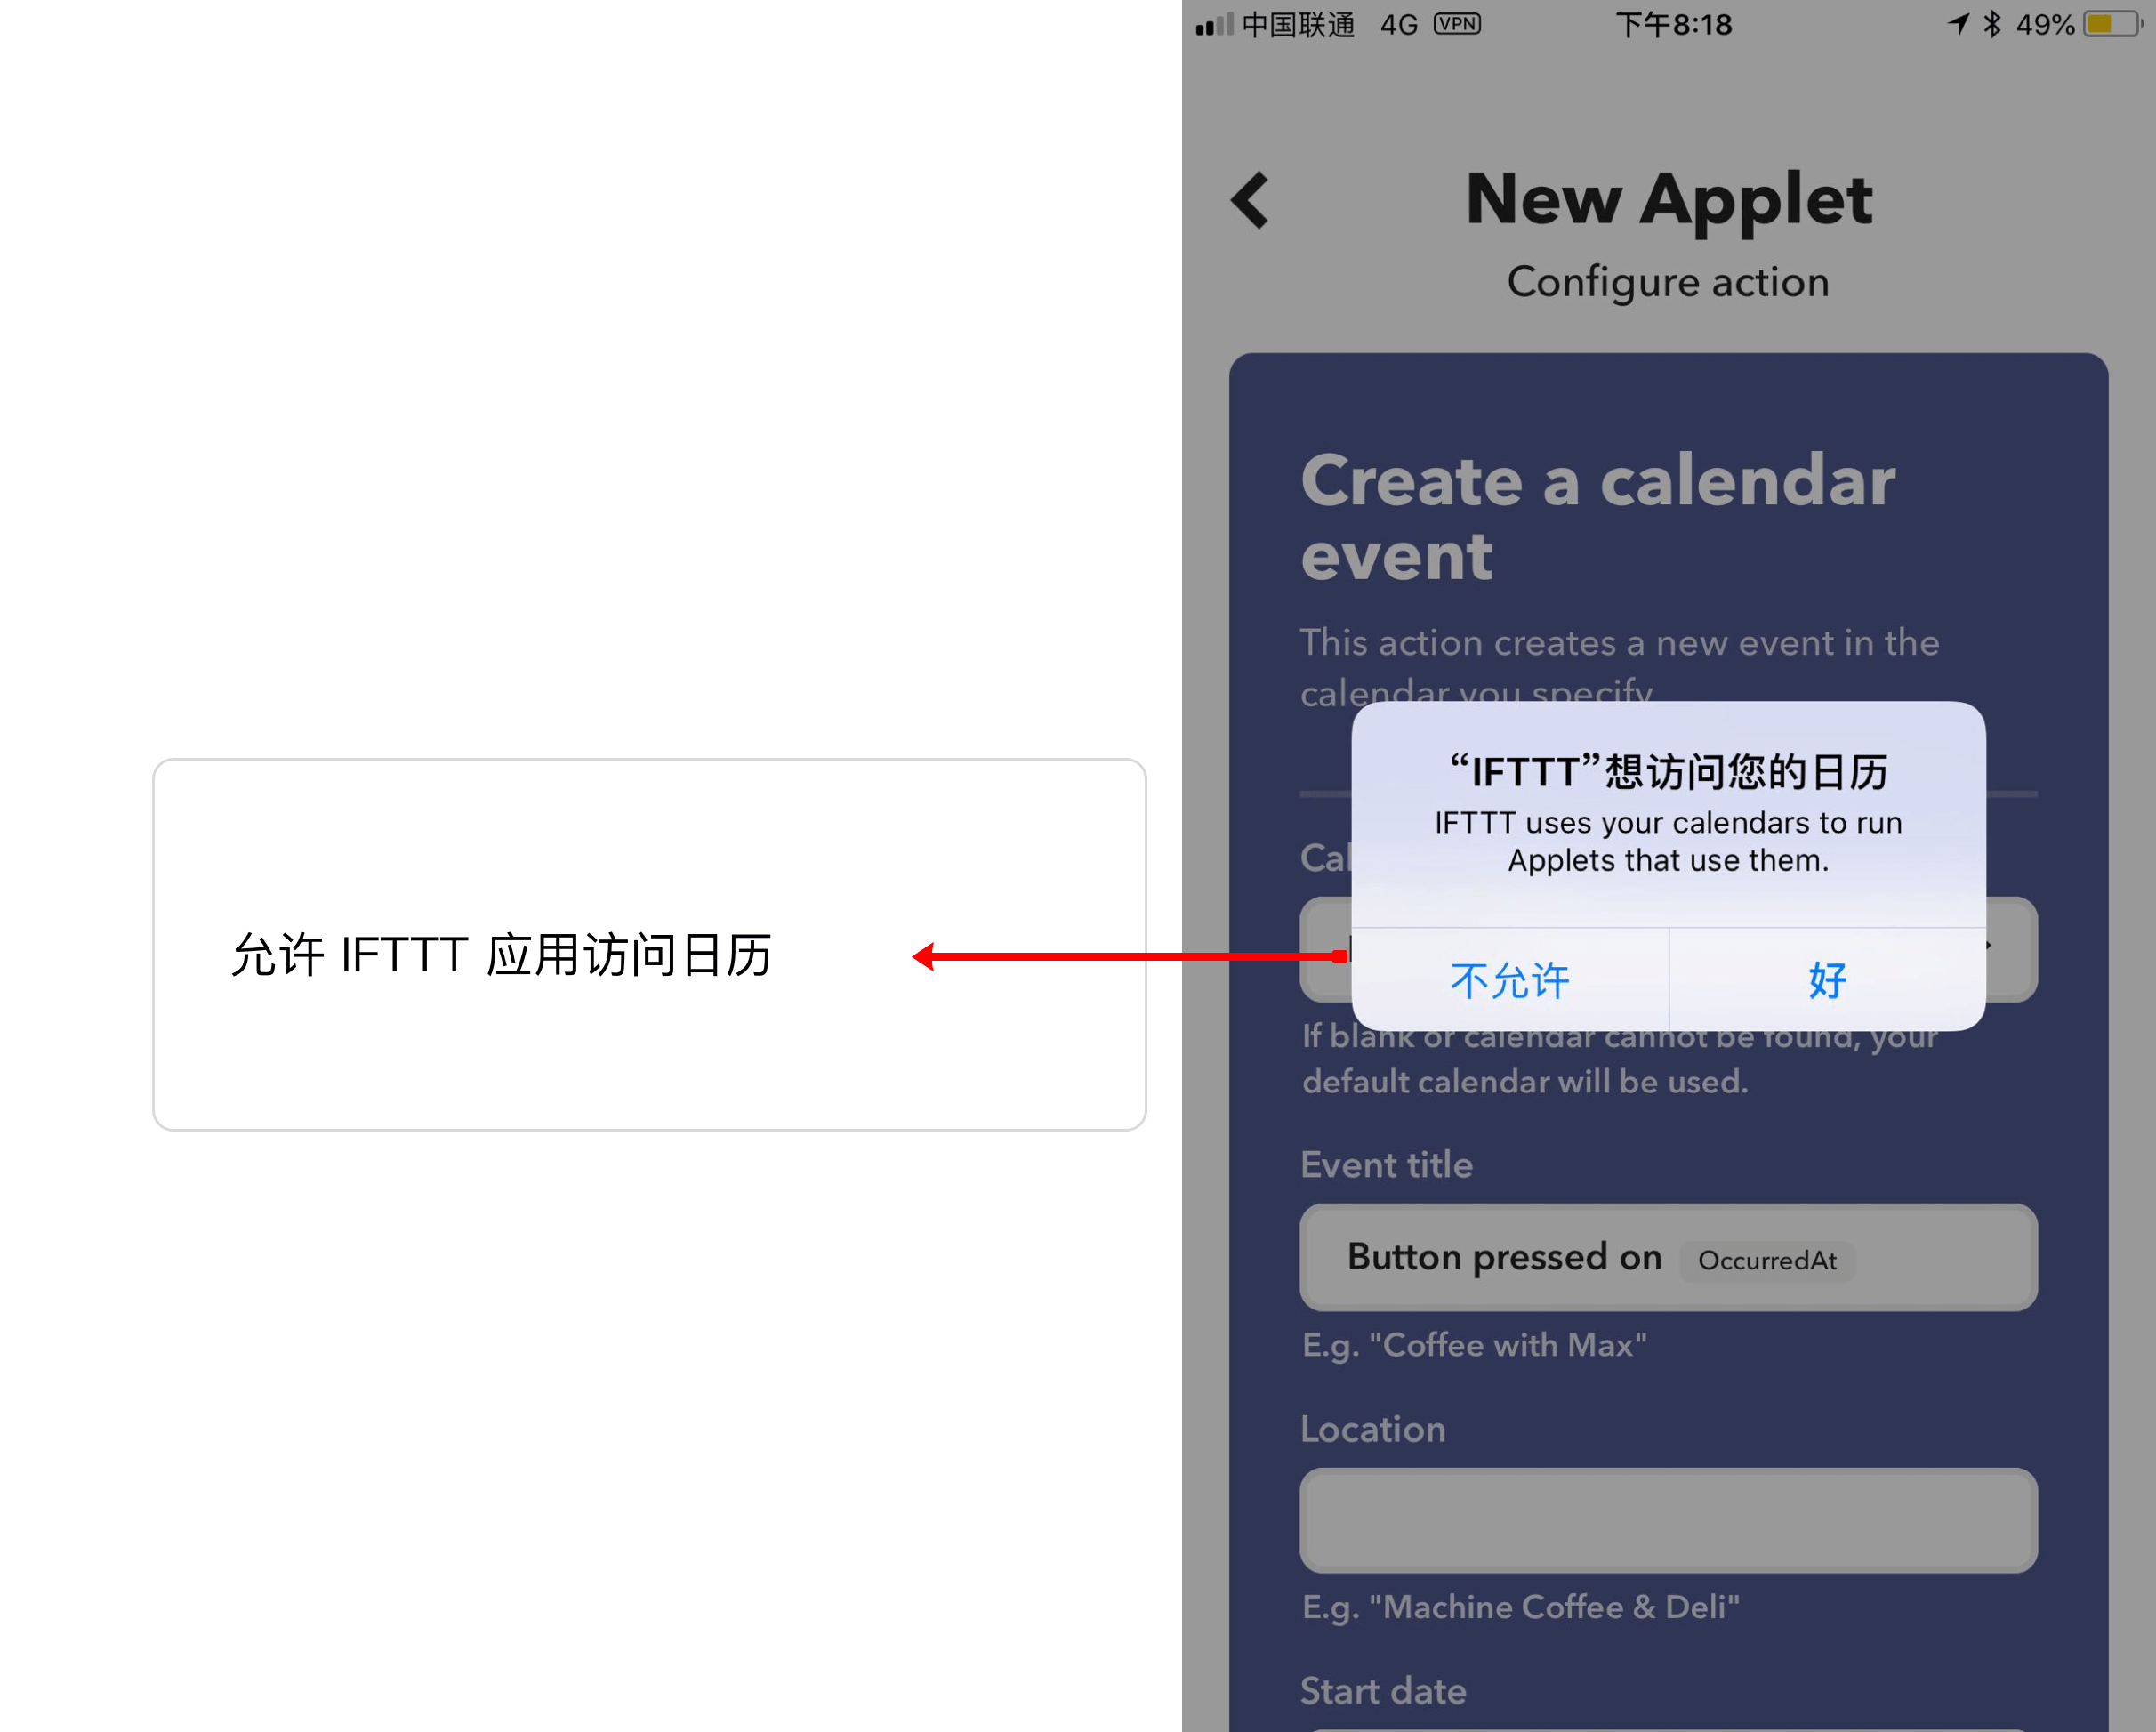 中国联通 4G VPN 下午8:18 49%
New Applet
Configure action
Create a calendar
event
This action creates a new event in the
calendar you specify
“IFTTT”想访问您的日历
IFTTT uses your calendars to run
Applets that use them.
不允许 好
允许 IFTTT 应用访问日历
If blank or calendar cannot be found, your
default calendar will be used.
Event title
Button pressed on OccurredAt
E.g. "Coffee with Max"
Location
E.g. "Machine Coffee & Deli"
Start date